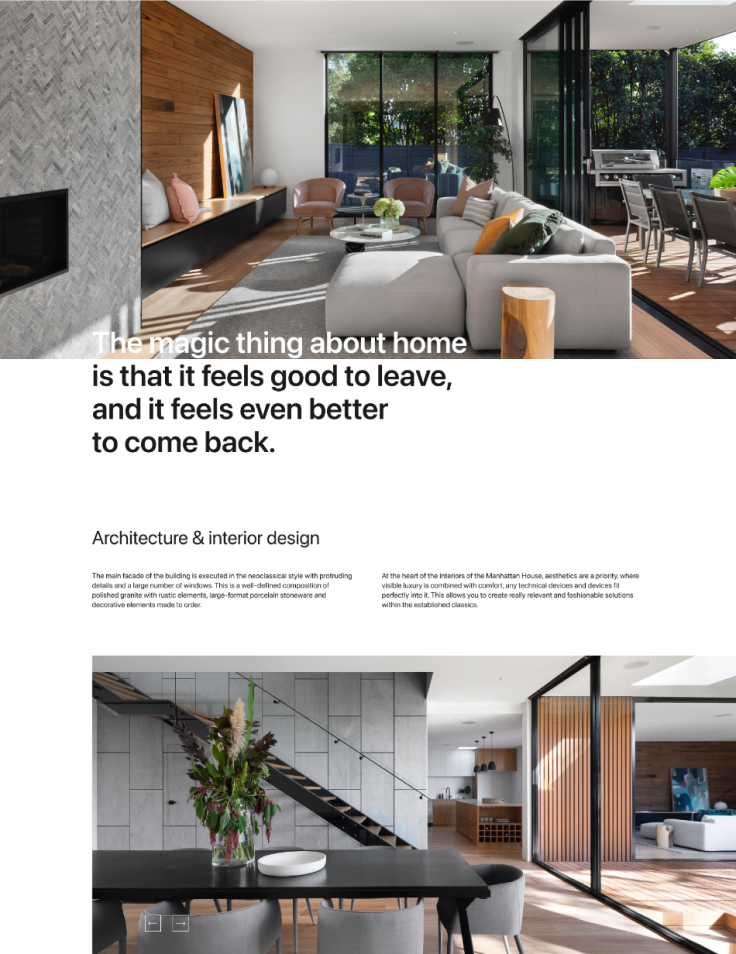 The magic thing about home
is that it feels good to leave,
and it feels even better
to come back.
Architecture & interior design
The main facade of the building is executed in the neoclassical style with protruding
details and a large number of windows. This is a well-defined composition of
polished granite with rustic elements, large-format porcelain stoneware and
decorative elements made to order.
At the heart of the interiors of the Manhattan House, aesthetics are a priority, where
visible luxury is combined with comfort, any technical devices and devices fit
perfectly into it. This allows you to create really relevant and fashionable solutions
within the established classics.